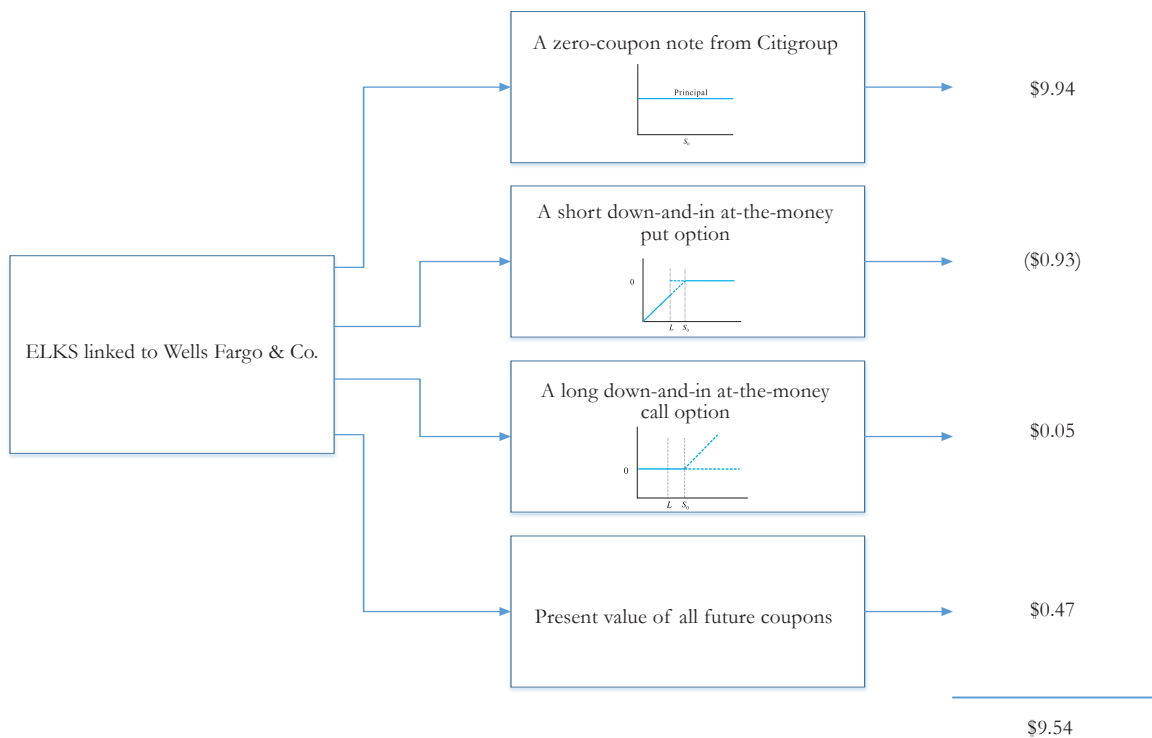 A zero-coupon note from Citigroup
Principal
S₀
$9.94
A short down-and-in at-the-money
put option
0
L
S₀
($0.93)
ELKS linked to Wells Fargo & Co.
A long down-and-in at-the-money
call option
0
L
S₀
$0.05
Present value of all future coupons
$0.47
$9.54